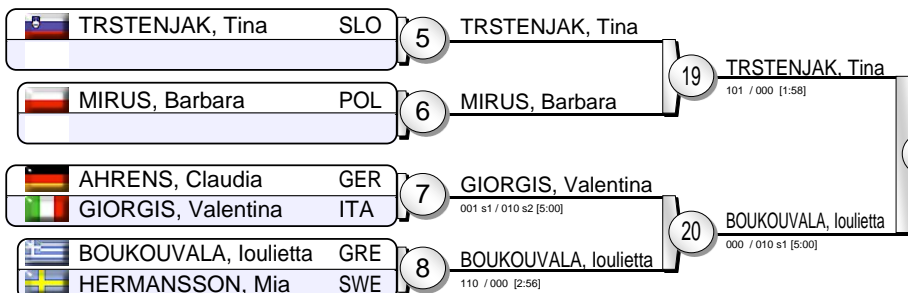 TRSTENJAK, Tina SLO
5
TRSTENJAK, Tina
19
TRSTENJAK, Tina
101 / 000 [1:58]
MIRUS, Barbara POL
6
MIRUS, Barbara
AHRENS, Claudia GER
GIORGIS, Valentina ITA
7
GIORGIS, Valentina
001 s1 / 010 s2 [5:00]
20
BOUKOUVALA, Ioulietta
000 / 010 s1 [5:00]
BOUKOUVALA, Ioulietta GRE
HERMANSSON, Mia SWE
8
BOUKOUVALA, Ioulietta
110 / 000 [2:56]